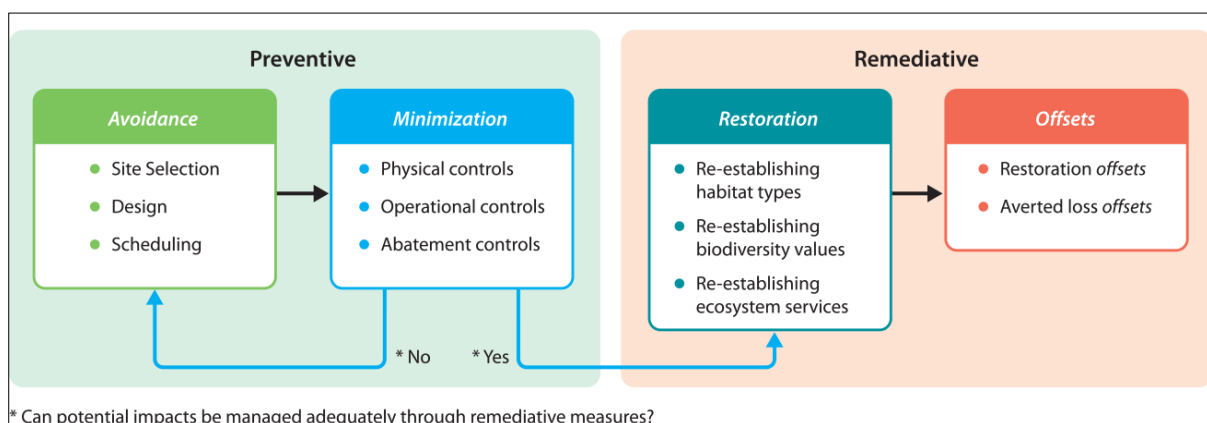 Preventive
Avoidance
Site Selection
Design
Scheduling
Minimization
Physical controls
Operational controls
Abatement controls
* No
* Yes
Remediative
Restoration
Re-establishing
habitat types
Re-establishing
biodiversity values
Re-establishing
ecosystem services
Offsets
Restoration offsets
Averted loss offsets
* Can potential impacts be managed adequately through remediative measures?